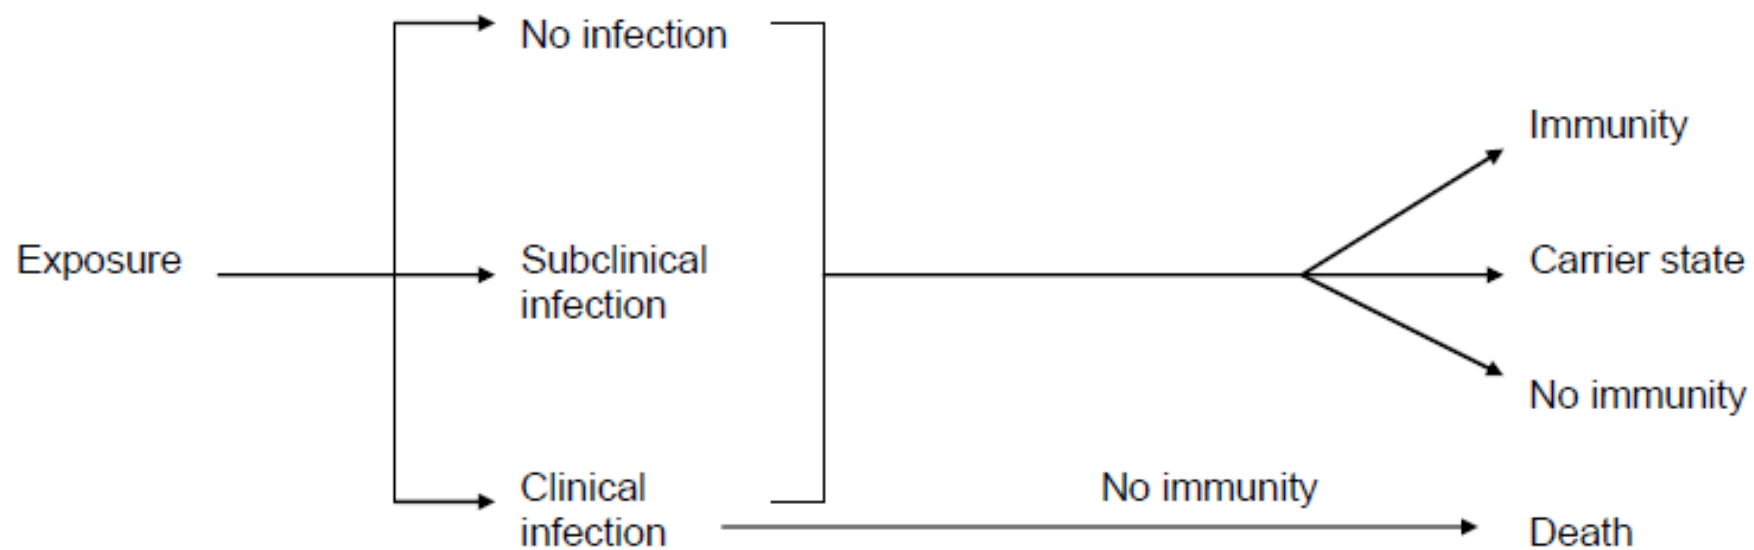 No infection
Immunity
Exposure
Subclinical
infection
Carrier state
No immunity
Clinical
infection
No immunity
Death